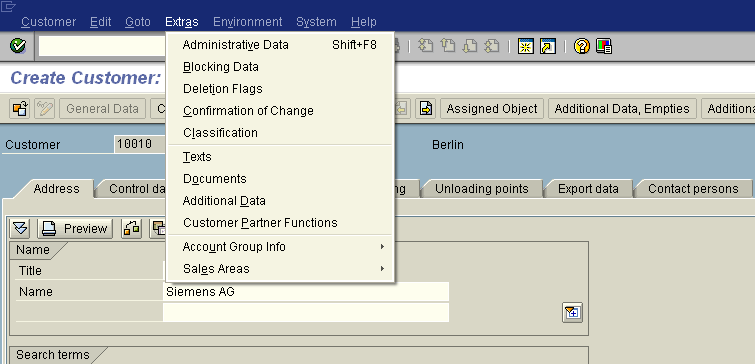 Customer Edit Goto Extras Environment System Help
Administrative Data Shift+F8
Blocking Data
Deletion Flags
Confirmation of Change
Classification
Texts
Documents
Additional Data
Customer Partner Functions
Account Group Info
Sales Areas
Create Customer:
General Data C Assigned Object Additional Data, Empties Additiona
Customer 10010 Berlin
Address Control da ng Unloading points Export data Contact persons
Preview
Name
Title
Name Siemens AG
Search terms